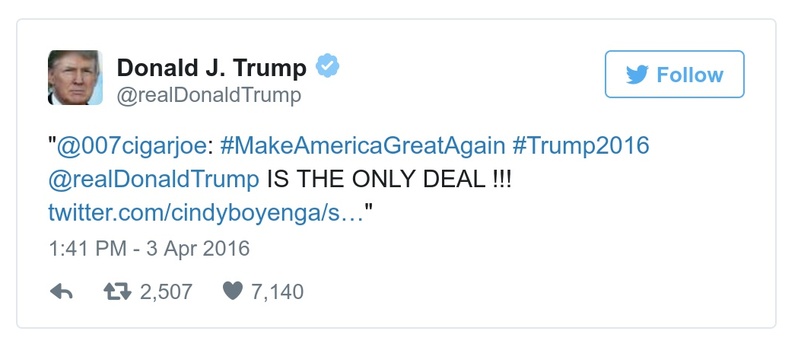 Donald J. Trump
@realDonaldTrump
Follow
"@007cigarjoe: #MakeAmericaGreatAgain #Trump2016
@realDonaldTrump IS THE ONLY DEAL !!!
twitter.com/cindyboyenga/s…"
1:41 PM - 3 Apr 2016
2,507 7,140